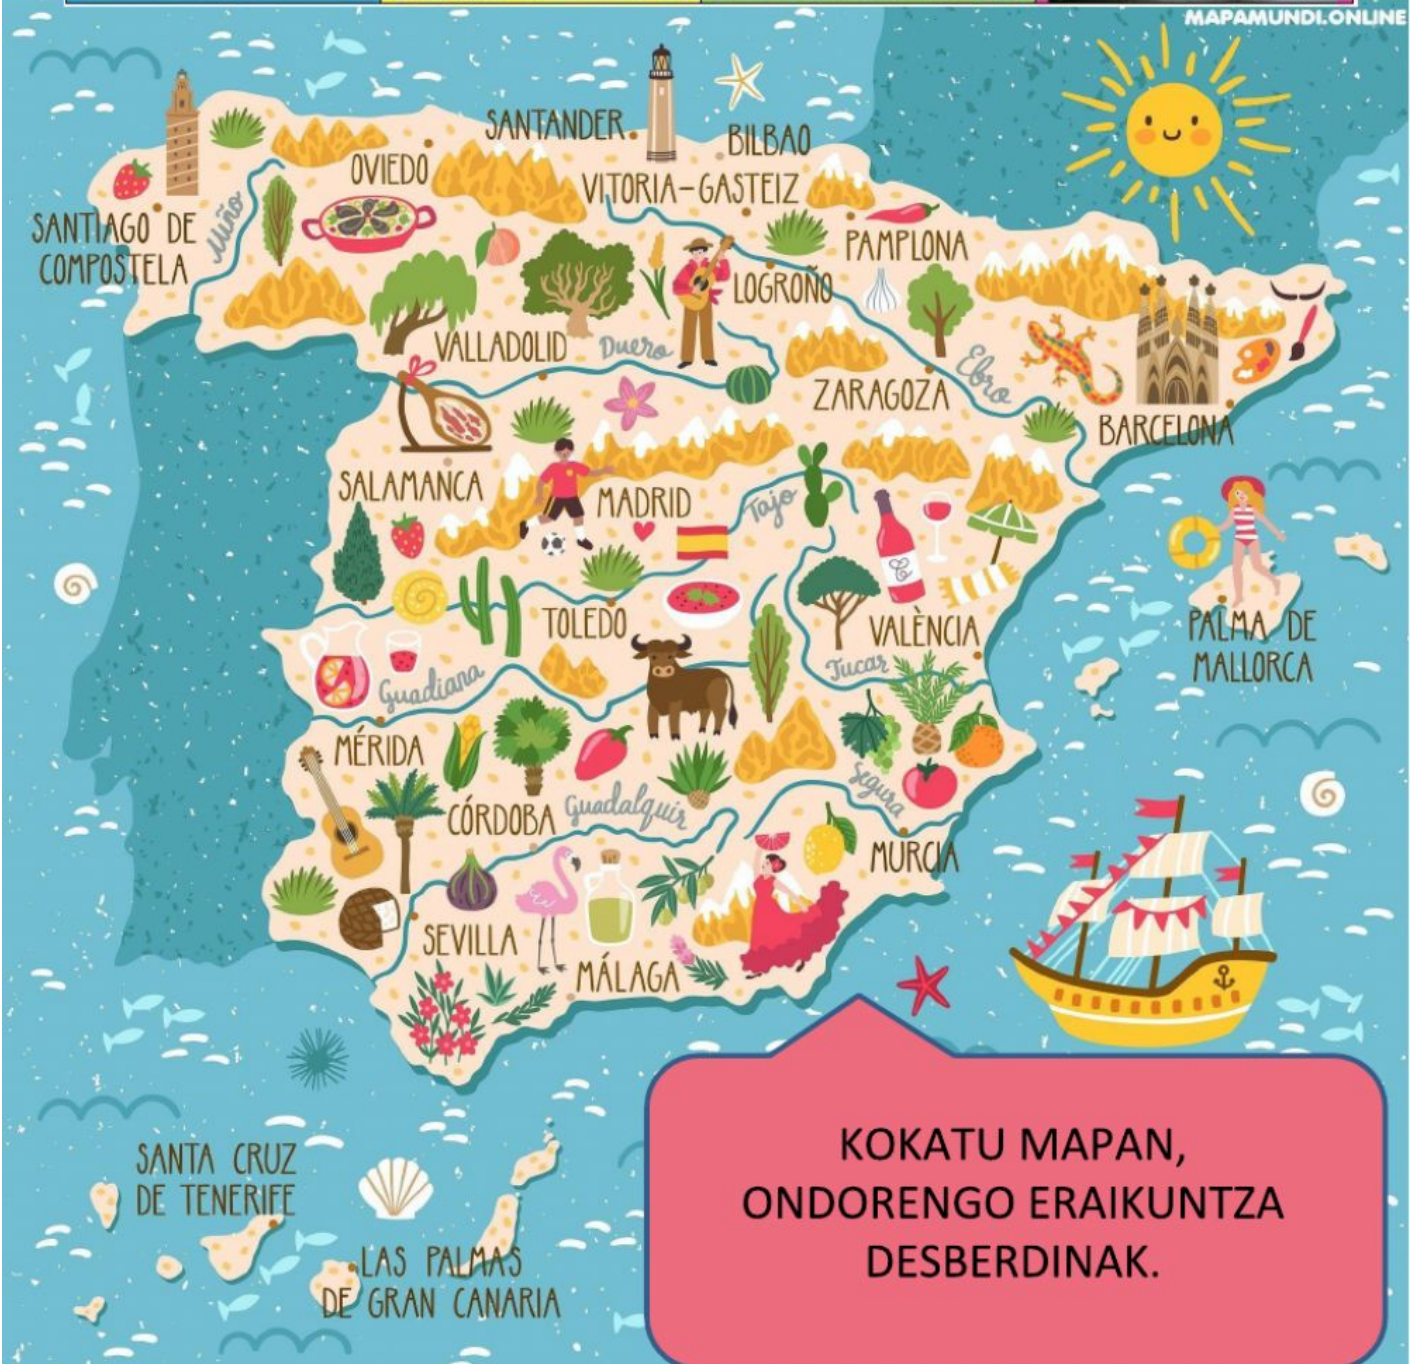 MAPAMUNDI.ONLINE
SANTANDER
BILBAO
OVIEDO
VITORIA-GASTEIZ
SANTIAGO DE
COMPOSTELA
Miño
PAMPLONA
LOGROÑO
VALLADOLID
Duero
ZARAGOZA
Ebro
BARCELONA
SALAMANCA
MADRID
Tajo
TOLEDO
VALÈNCIA
PALMA DE
MALLORCA
Guadiana
Jucar
MÉRIDA
CÓRDOBA
Guadalquir
Segura
MURCIA
SEVILLA
MÁLAGA
SANTA CRUZ
DE TENERIFE
LAS PALMAS
DE GRAN CANARIA
KOKATU MAPAN,
ONDORENGO ERAIKUNTZA
DESBERDINAK.